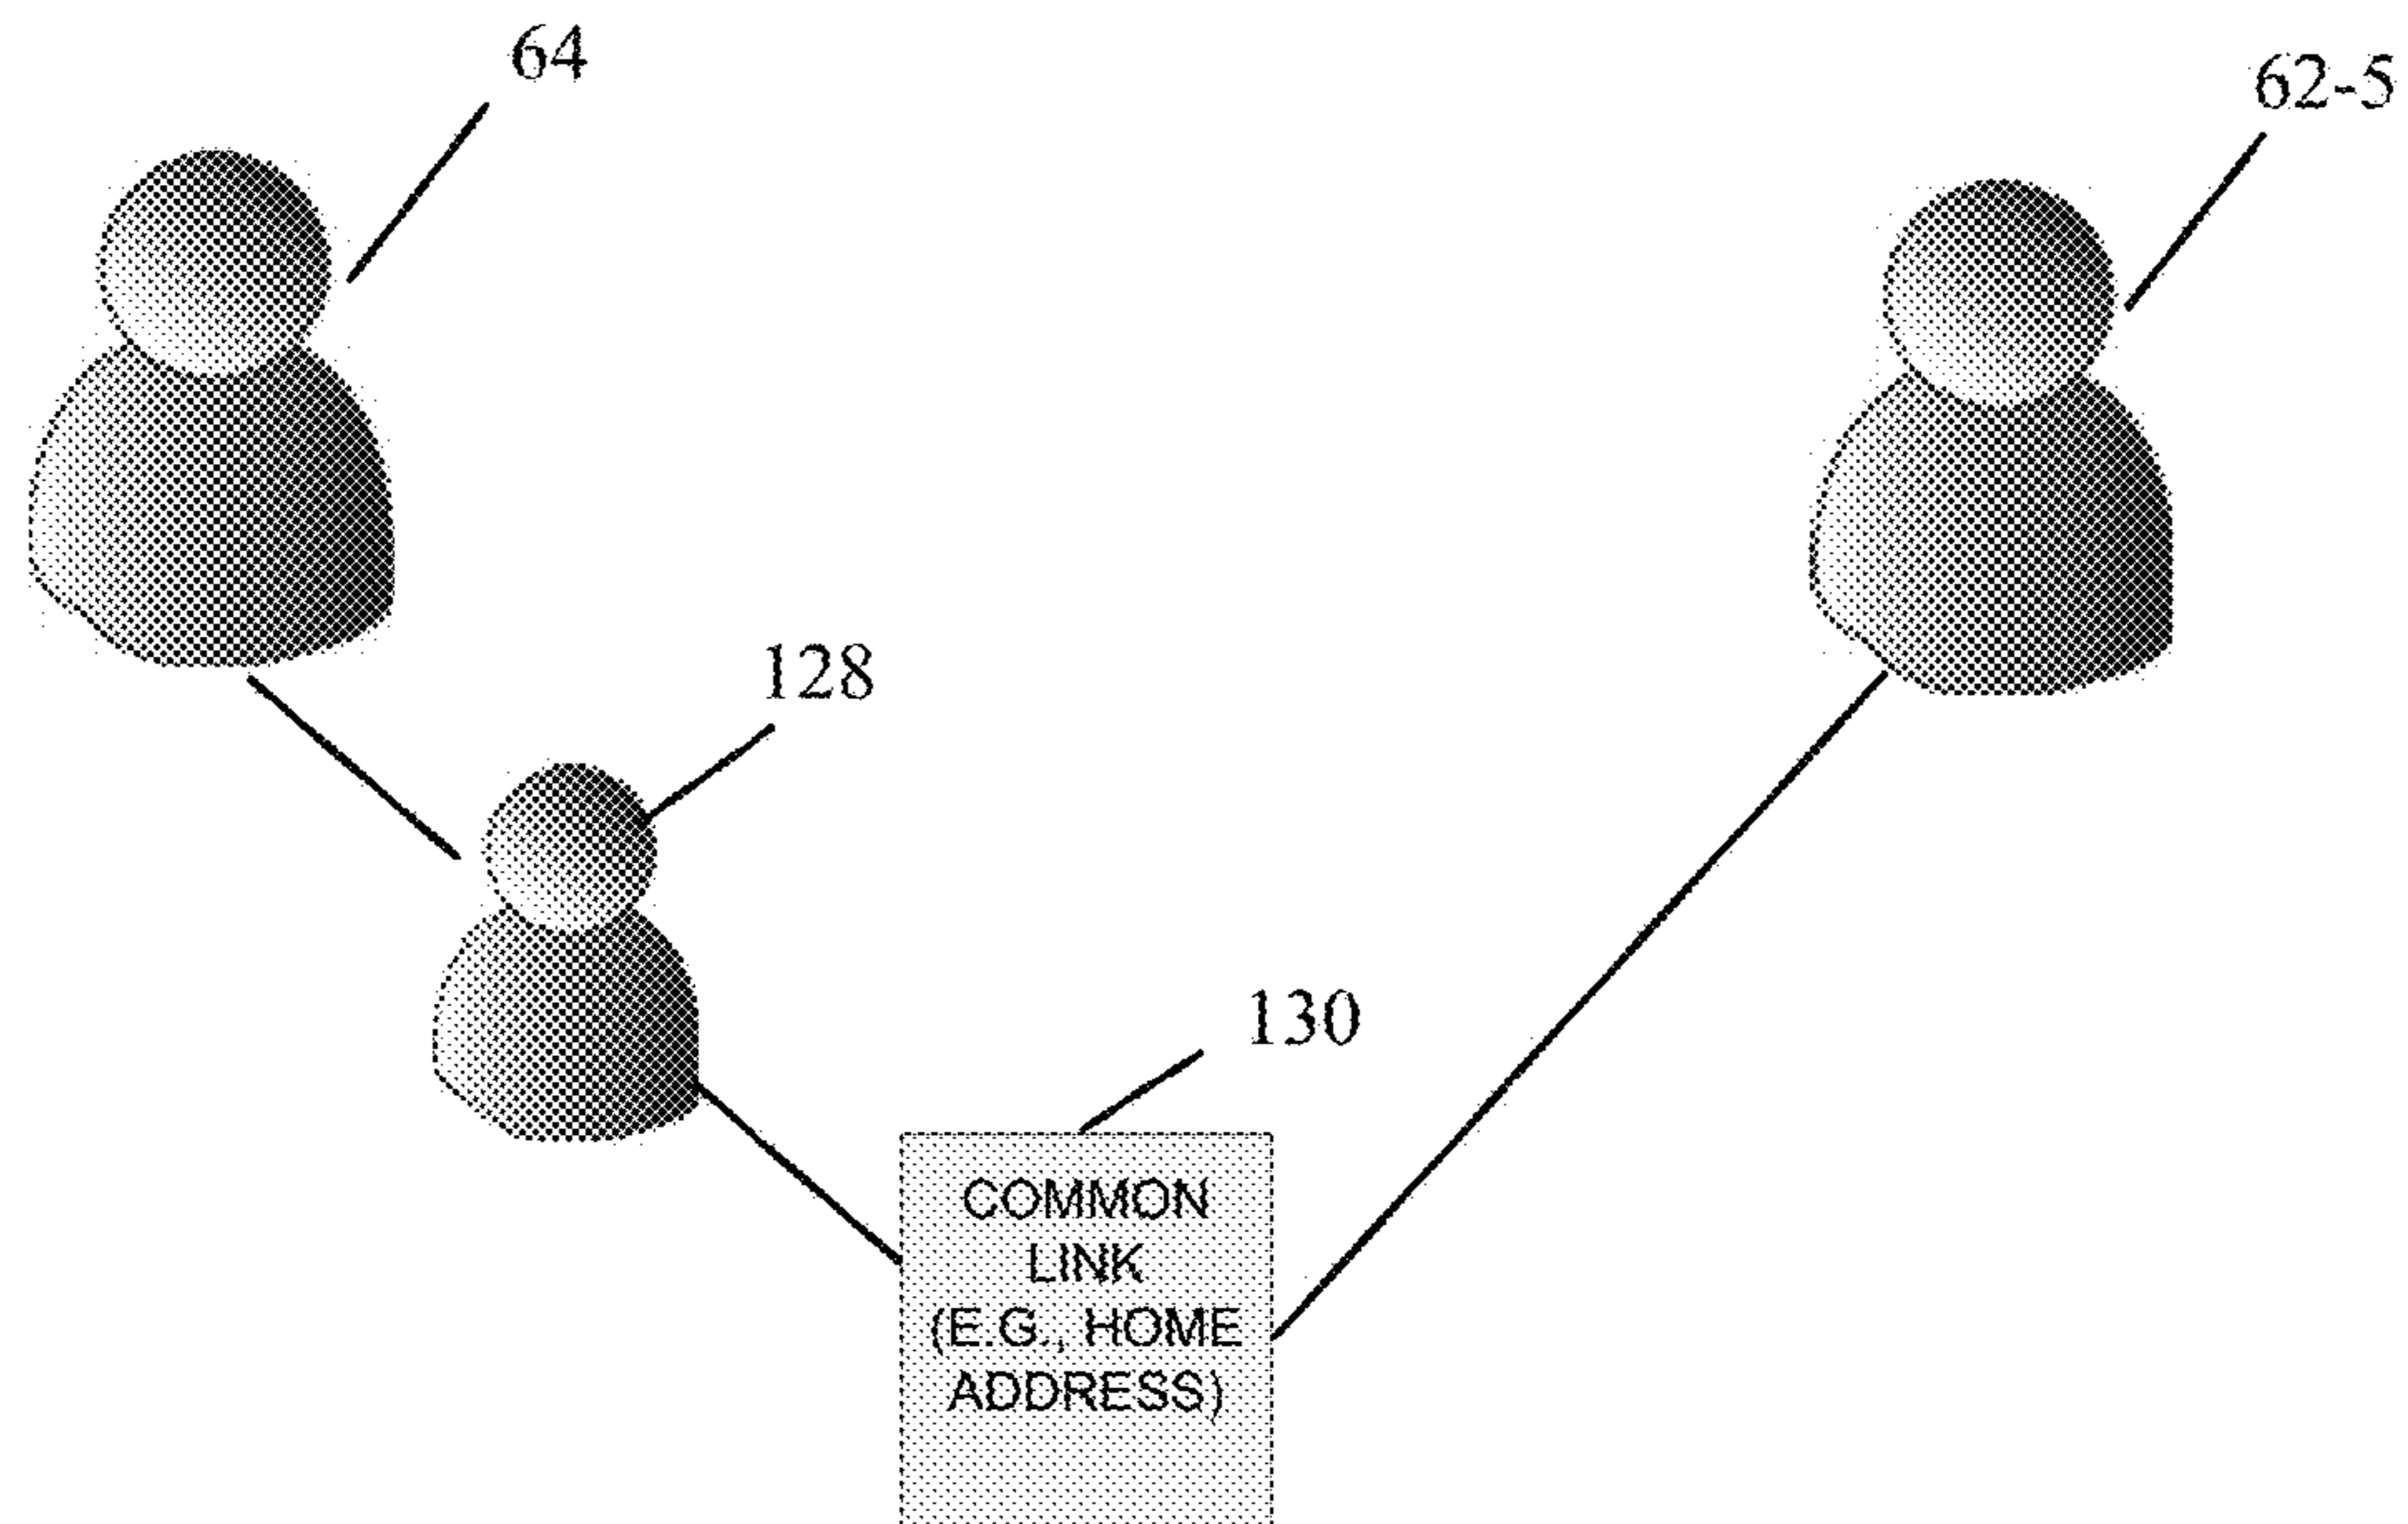 64
62-5
128
130
COMMON
LINK
(E.G., HOME
ADDRESS)